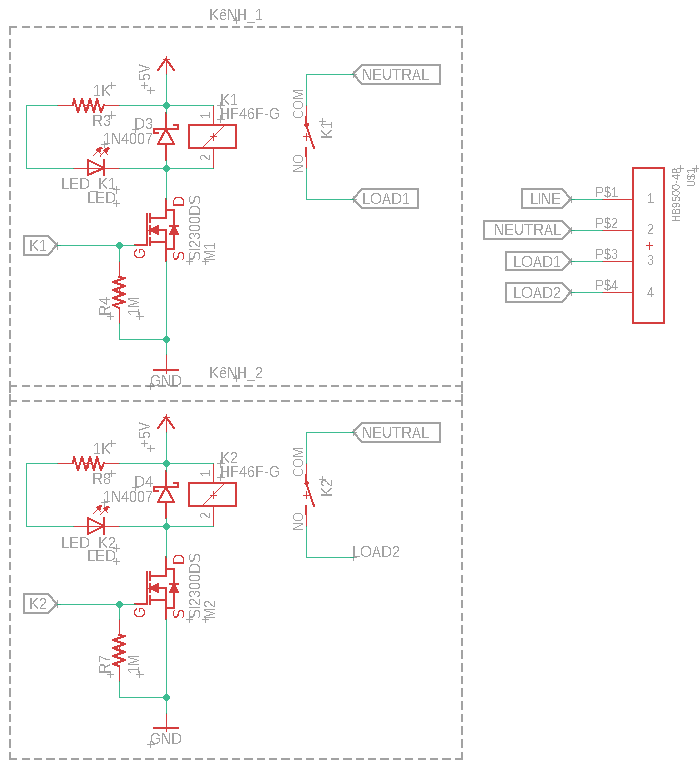 KêNH_1
+5V
1K
R3
D3
1N4007
K1
HF46F-G
1
2
LED_K1
LED
COM
NO
K1
NEUTRAL
LOAD1
K1
D
G
S
SI2300DS
M1
R4
1M
GND
KêNH_2
+5V
1K
R8
D4
1N4007
K2
HF46F-G
1
2
LED_K2
LED
COM
NO
K2
NEUTRAL
LOAD2
K2
D
G
S
SI2300DS
M2
R7
1M
GND
LINE P$1 1
NEUTRAL P$2 2
LOAD1 P$3 3
LOAD2 P$4 4
HB9500-4P
U$1